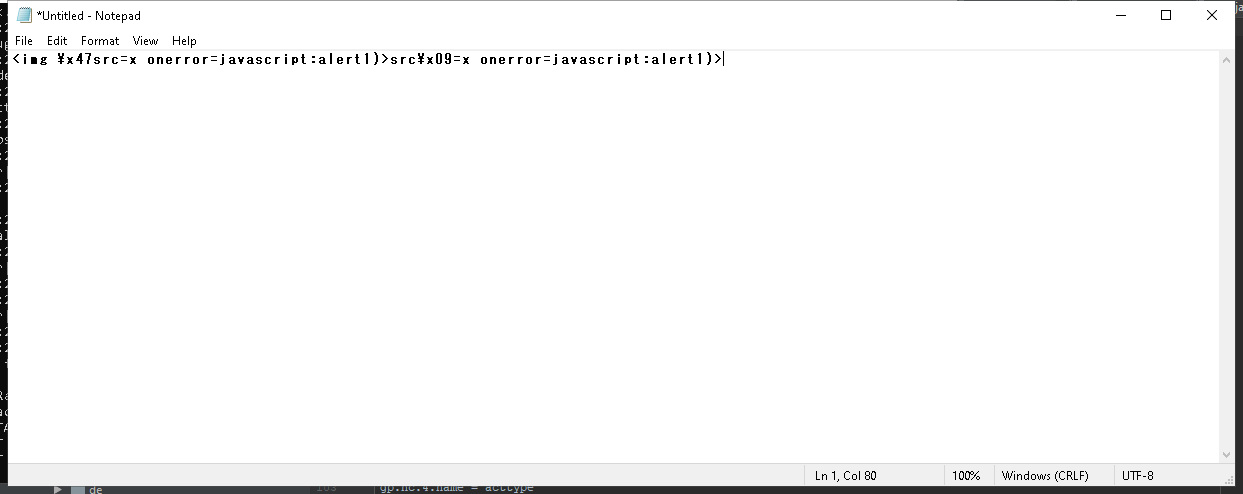 *Untitled - Notepad
File Edit Format View Help
<img \x47src=x onerror=javascript:alert1)>src\x09=x onerror=javascript:alert1)>
Ln 1, Col 80 100% Windows (CRLF) UTF-8
de